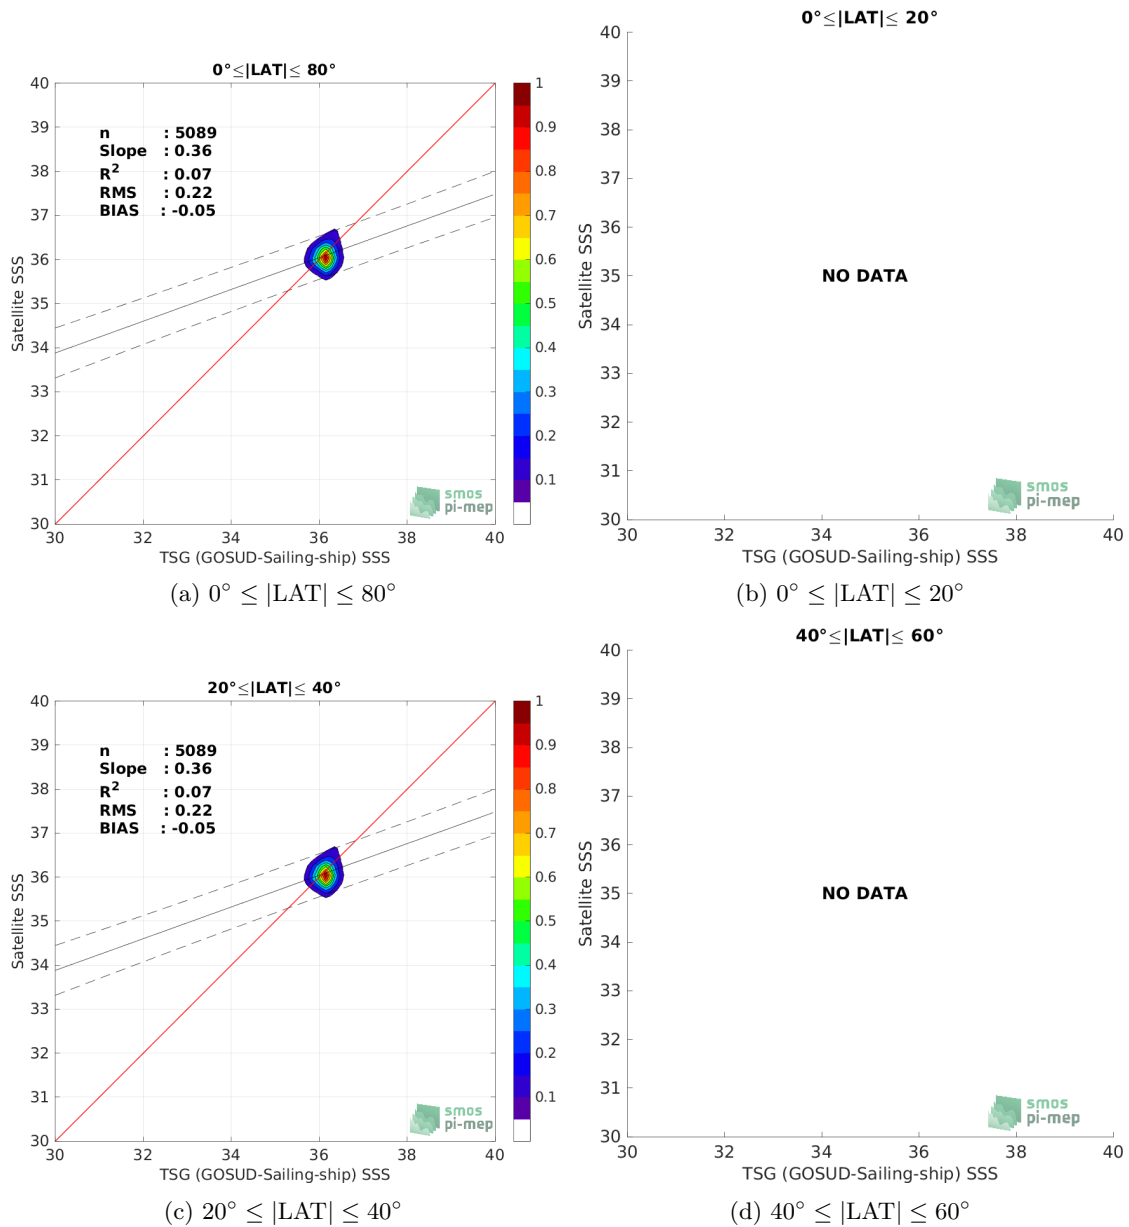 0°≤|LAT|≤ 80°
40
39
38
37
36
35
34
33
32
31
30
Satellite SSS
n : 5089
Slope : 0.36
R² : 0.07
RMS : 0.22
BIAS : -0.05
smos
pi-mep
30 32 34 36 38 40
TSG (GOSUD-Sailing-ship) SSS
1
0.9
0.8
0.7
0.6
0.5
0.4
0.3
0.2
0.1
(a) 0° ≤ |LAT| ≤ 80°
0°≤|LAT|≤ 20°
40
39
38
37
36
35
34
33
32
31
30
Satellite SSS
NO DATA
smos
pi-mep
30 32 34 36 38 40
TSG (GOSUD-Sailing-ship) SSS
(b) 0° ≤ |LAT| ≤ 20°
20°≤|LAT|≤ 40°
40
39
38
37
36
35
34
33
32
31
30
Satellite SSS
n : 5089
Slope : 0.36
R² : 0.07
RMS : 0.22
BIAS : -0.05
smos
pi-mep
30 32 34 36 38 40
TSG (GOSUD-Sailing-ship) SSS
1
0.9
0.8
0.7
0.6
0.5
0.4
0.3
0.2
0.1
(c) 20° ≤ |LAT| ≤ 40°
40°≤|LAT|≤ 60°
40
39
38
37
36
35
34
33
32
31
30
Satellite SSS
NO DATA
smos
pi-mep
30 32 34 36 38 40
TSG (GOSUD-Sailing-ship) SSS
(d) 40° ≤ |LAT| ≤ 60°